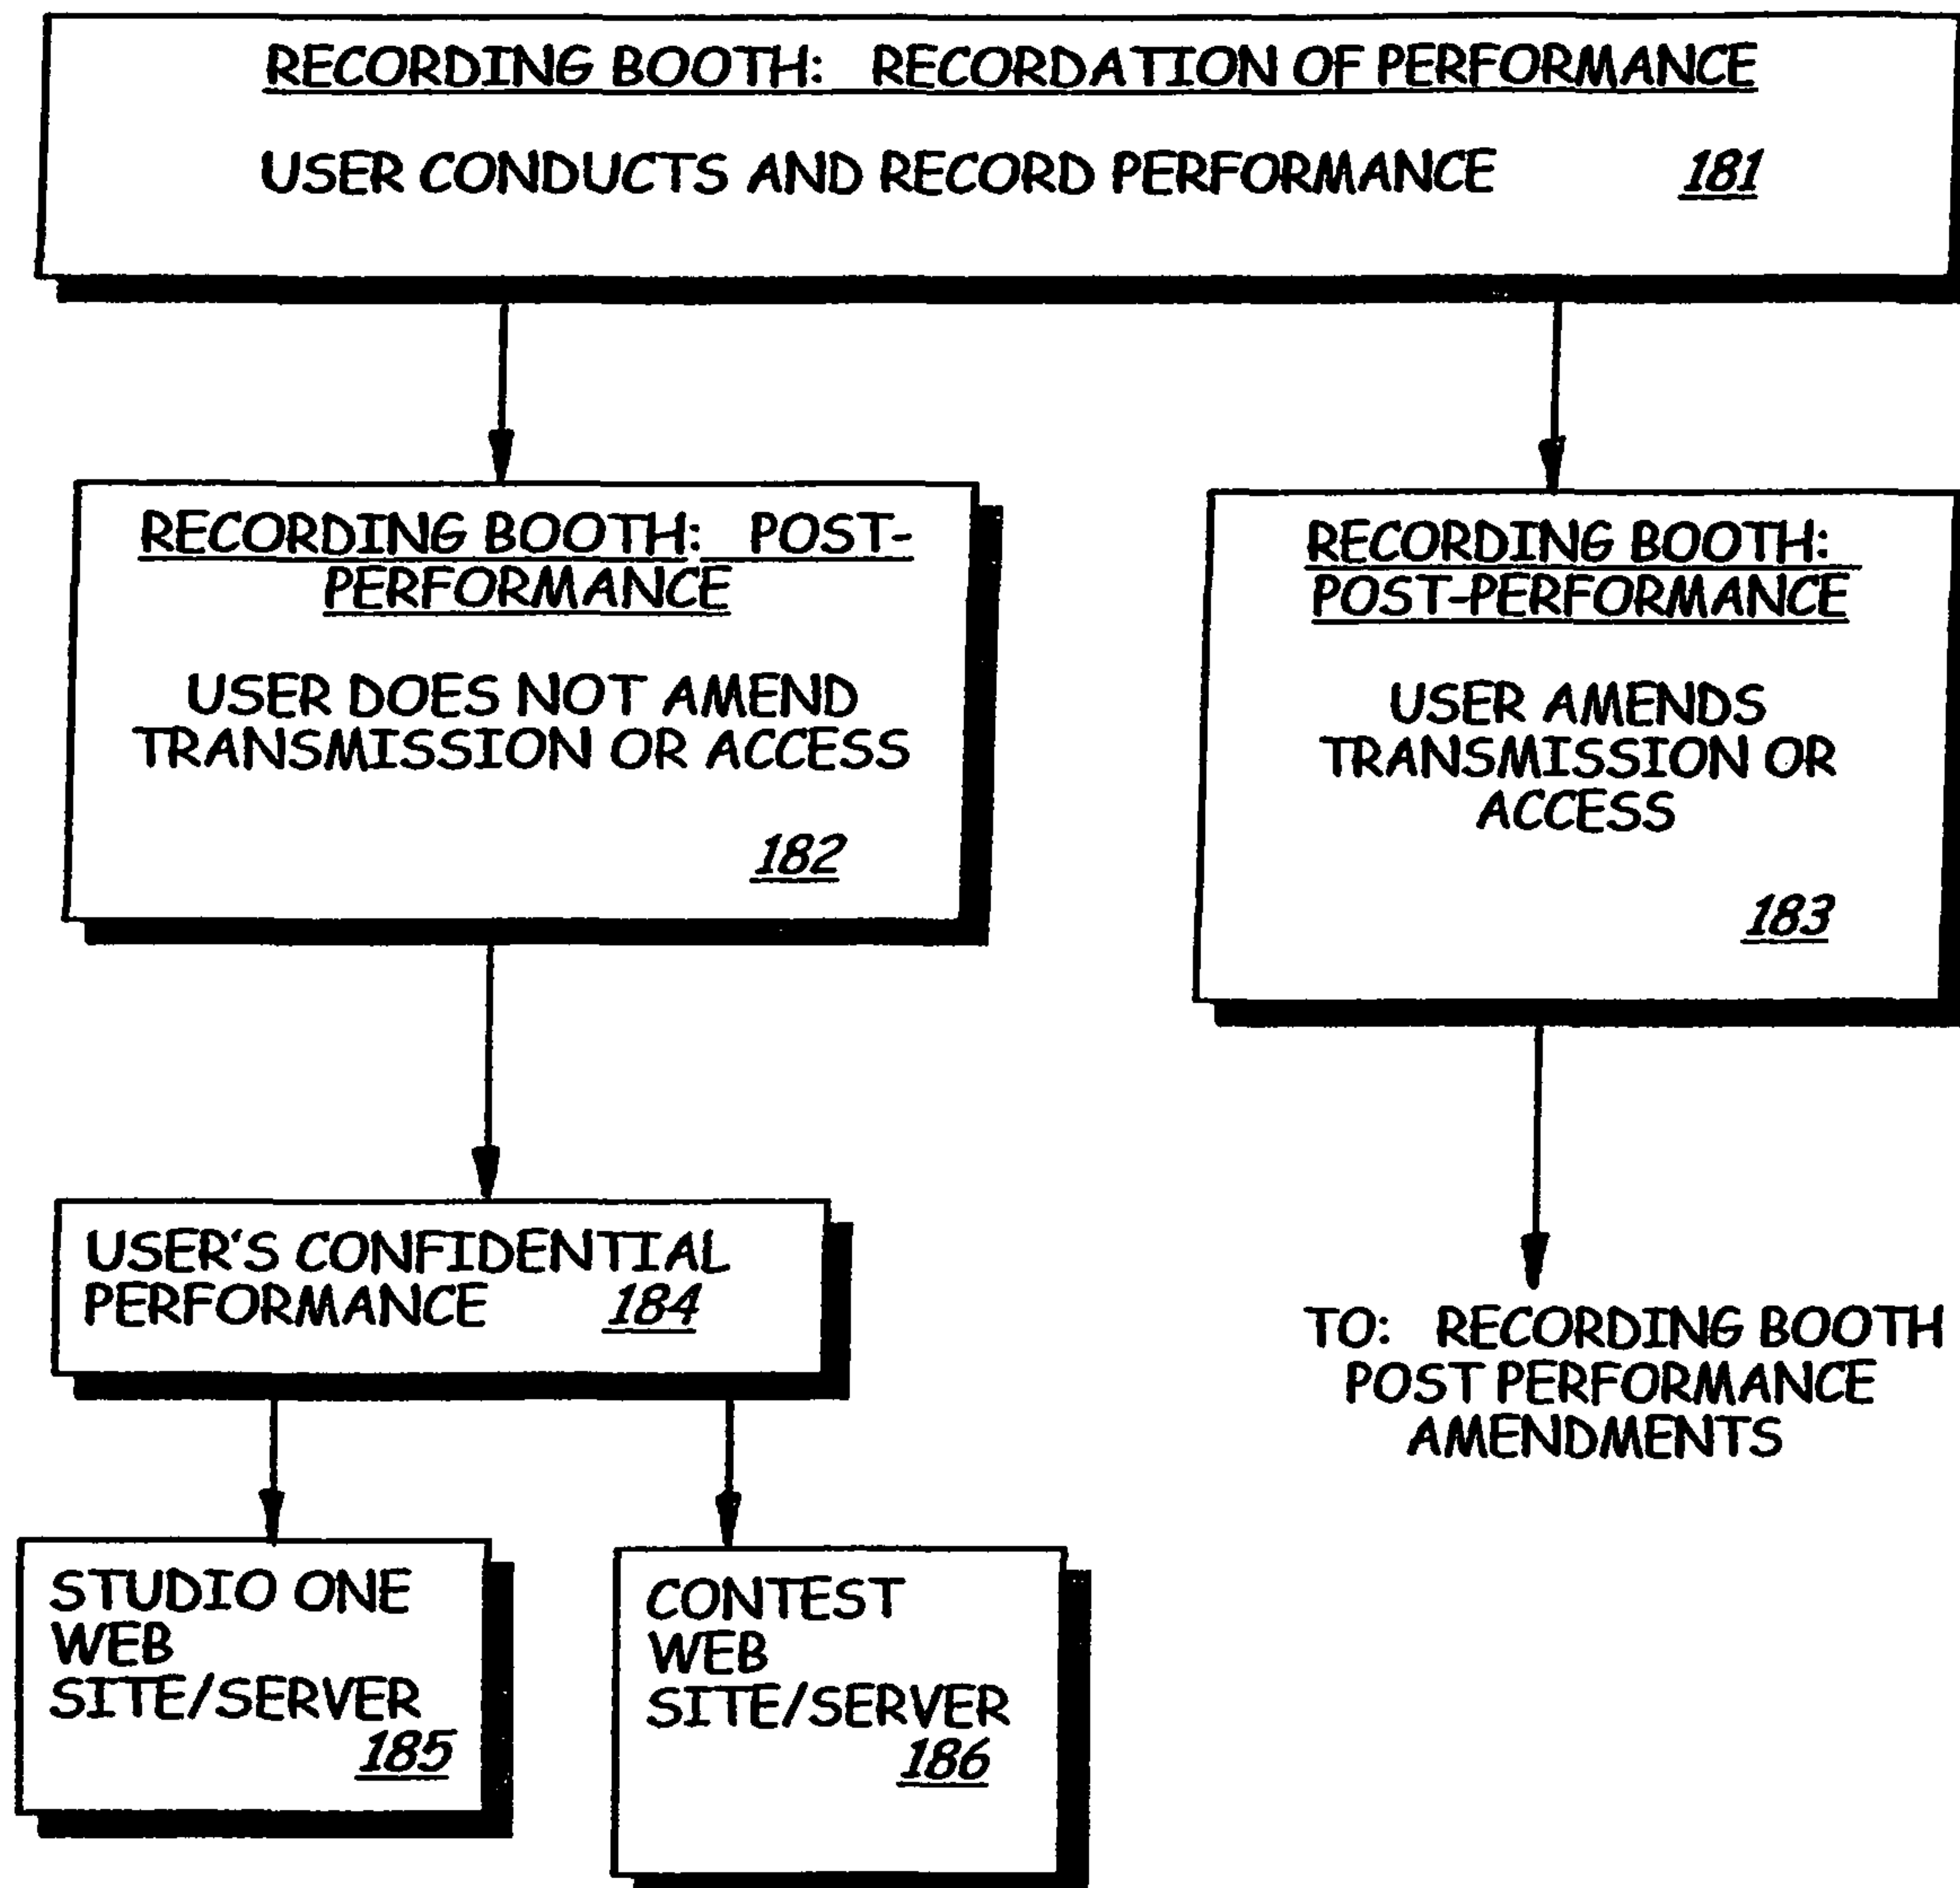 RECORDING BOOTH: RECORDATION OF PERFORMANCE
USER CONDUCTS AND RECORD PERFORMANCE 181
RECORDING BOOTH: POST-
PERFORMANCE
USER DOES NOT AMEND
TRANSMISSION OR ACCESS
182
RECORDING BOOTH:
POST-PERFORMANCE
USER AMENDS
TRANSMISSION OR
ACCESS
183
USER'S CONFIDENTIAL
PERFORMANCE 184
TO: RECORDING BOOTH
POST PERFORMANCE
AMENDMENTS
STUDIO ONE
WEB
SITE/SERVER
185
CONTEST
WEB
SITE/SERVER
186